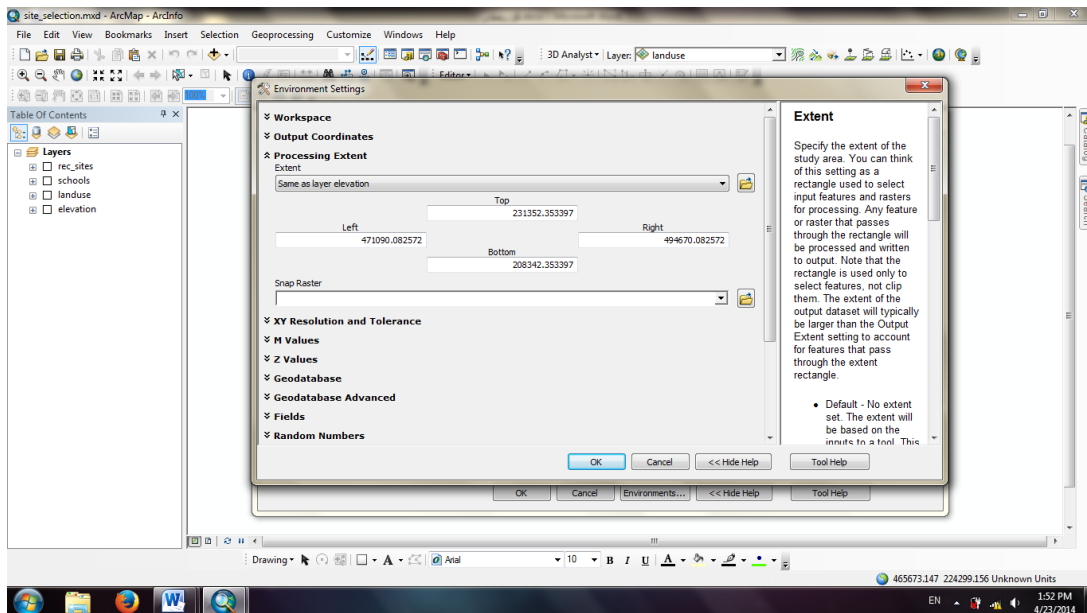 site_selection.mxd - ArcMap - ArcInfo
File Edit View Bookmarks Insert Selection Geoprocessing Customize Windows Help
3D Analyst Layer: landuse
Editor
100%
Table Of Contents
Layers
rec_sites
schools
landuse
elevation
Environment Settings
Workspace
Output Coordinates
Processing Extent
Extent
Same as layer elevation
Top
231352.353397
Left Right
471090.082572 494670.082572
Bottom
208342.353397
Snap Raster
XY Resolution and Tolerance
M Values
Z Values
Geodatabase
Geodatabase Advanced
Fields
Random Numbers
OK Cancel << Hide Help Tool Help
Extent
Specify the extent of the
study area. You can think
of this setting as a
rectangle used to select
input features and rasters
for processing. Any feature
or raster that passes
through the rectangle will
be processed and written
to output. Note that the
rectangle is used only to
select features, not clip
them. The extent of the
output dataset will typically
be larger than the Output
Extent setting to account
for features that pass
through the extent
rectangle.
• Default - No extent
set. The extent will
be based on the
inputs to a tool. This
OK Cancel Environments... << Hide Help Tool Help
Drawing A Arial 10 B I U A
465673.147 224299.156 Unknown Units
EN 1:52 PM
4/23/2014